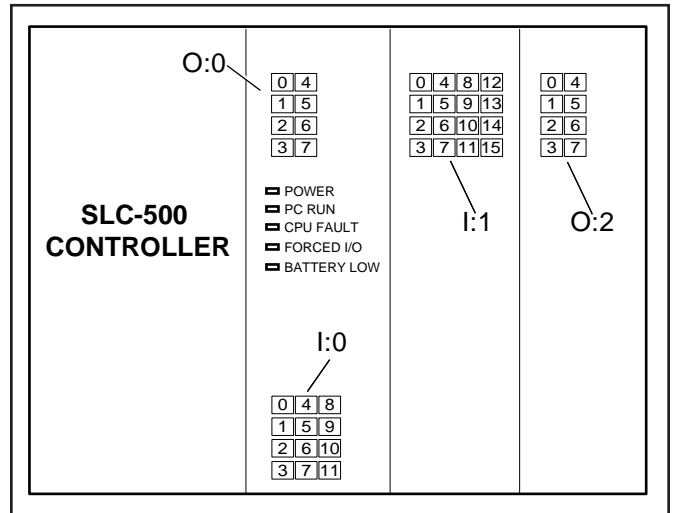 O:0
0 4
1 5
2 6
3 7
0 4 8 12
1 5 9 13
2 6 10 14
3 7 11 15
0 4
1 5
2 6
3 7
POWER
PC RUN
CPU FAULT
FORCED I/O
BATTERY LOW
SLC-500
CONTROLLER
I:1
O:2
I:0
0 4 8
1 5 9
2 6 10
3 7 11